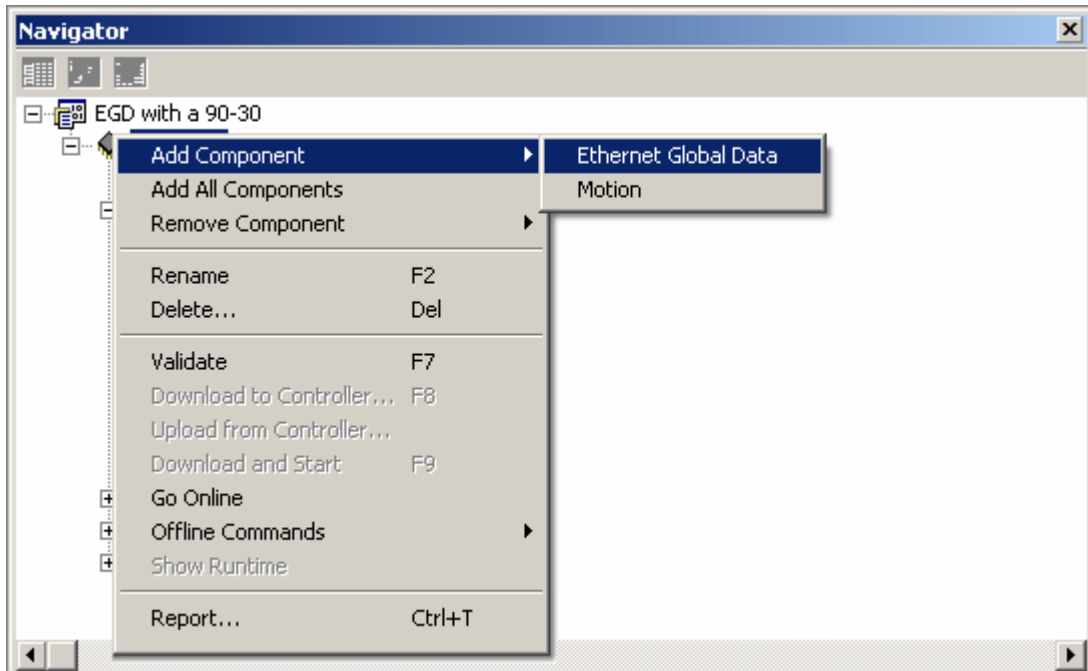 Navigator
EGD with a 90-30
Add Component
Ethernet Global Data
Add All Components
Motion
Remove Component
Rename F2
Delete... Del
Validate F7
Download to Controller... F8
Upload from Controller...
Download and Start F9
Go Online
Offline Commands
Show Runtime
Report... Ctrl+T